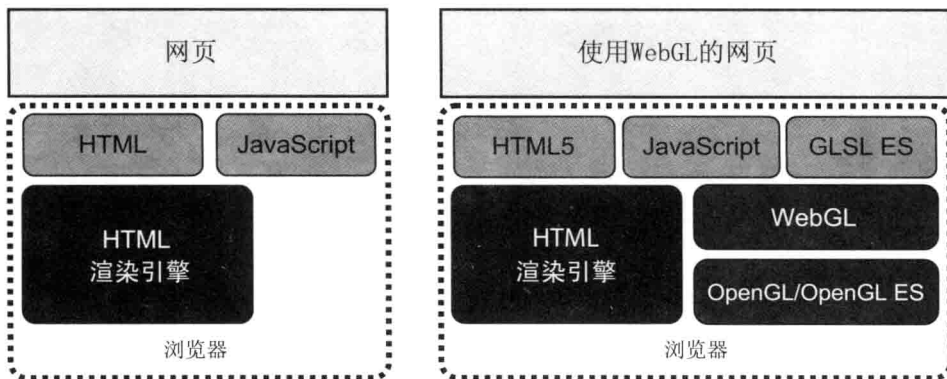 网页
HTML
JavaScript
HTML
渲染引擎
浏览器
使用WebGL的网页
HTML5
JavaScript
GLSL ES
HTML
渲染引擎
WebGL
OpenGL/OpenGL ES
浏览器